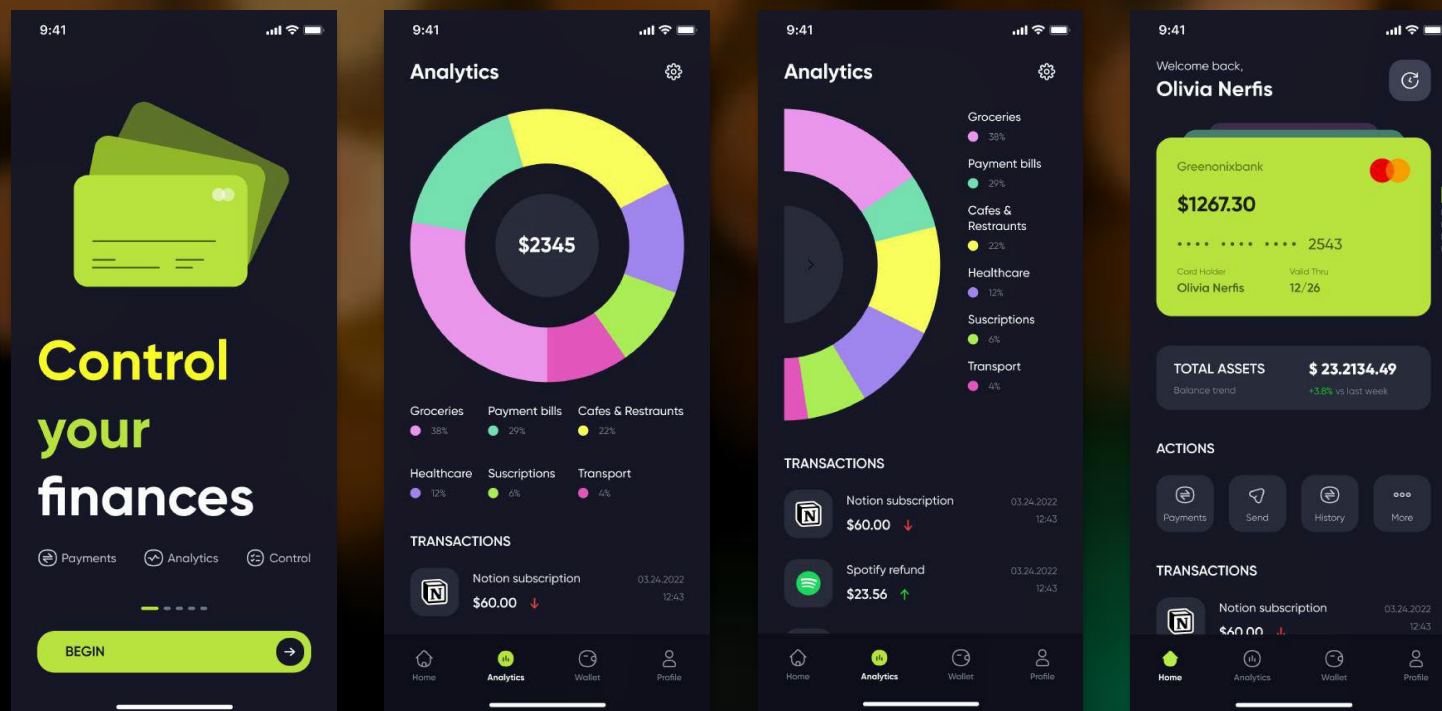 9:41
Control
your
finances
Payments Analytics Control
BEGIN
9:41
Analytics
$2345
Groceries Payment bills Cafes & Restraunts
38% 29% 22%
Healthcare Suscriptions Transport
12% 6% 4%
TRANSACTIONS
Notion subscription 03.24.2022
$60.00 12:43
Home Analytics Wallet Profile
9:41
Analytics
Groceries
38%
Payment bills
29%
Cafes &
Restraunts
22%
Healthcare
12%
Suscriptions
6%
Transport
4%
TRANSACTIONS
Notion subscription 03.24.2022
$60.00 12:43
Spotify refund 03.24.2022
$23.56 12:43
Home Analytics Wallet Profile
9:41
Welcome back,
Olivia Nerfis
Greenonixbank
$1267.30
•••• •••• •••• 2543
Card Holder Valid Thru
Olivia Nerfis 12/26
TOTAL ASSETS $ 23.2134.49
Balance trend +3.8% vs last week
ACTIONS
Payments Send History More
TRANSACTIONS
Notion subscription 03.24.2022
$60.00 12:43
Home Analytics Wallet Profile